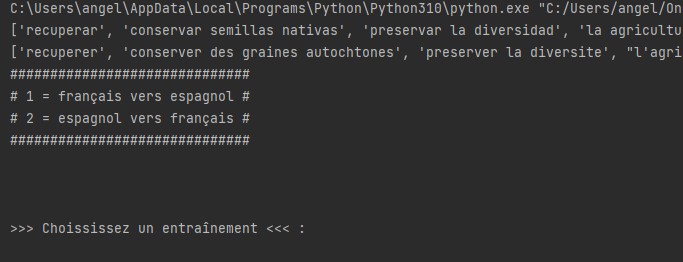 C:\Users\angel\AppData\Local\Programs\Python\Python310\python.exe "C:/Users/angel/On
['recuperar', 'conservar semillas nativas', 'preservar la diversidad', 'la agricultu
['recuperer', 'conserver des graines autochtones', 'preserver la diversite', "l'agri
##############################
# 1 = français vers espagnol #
# 2 = espagnol vers français #
##############################
>>> Choississez un entraînement <<< :